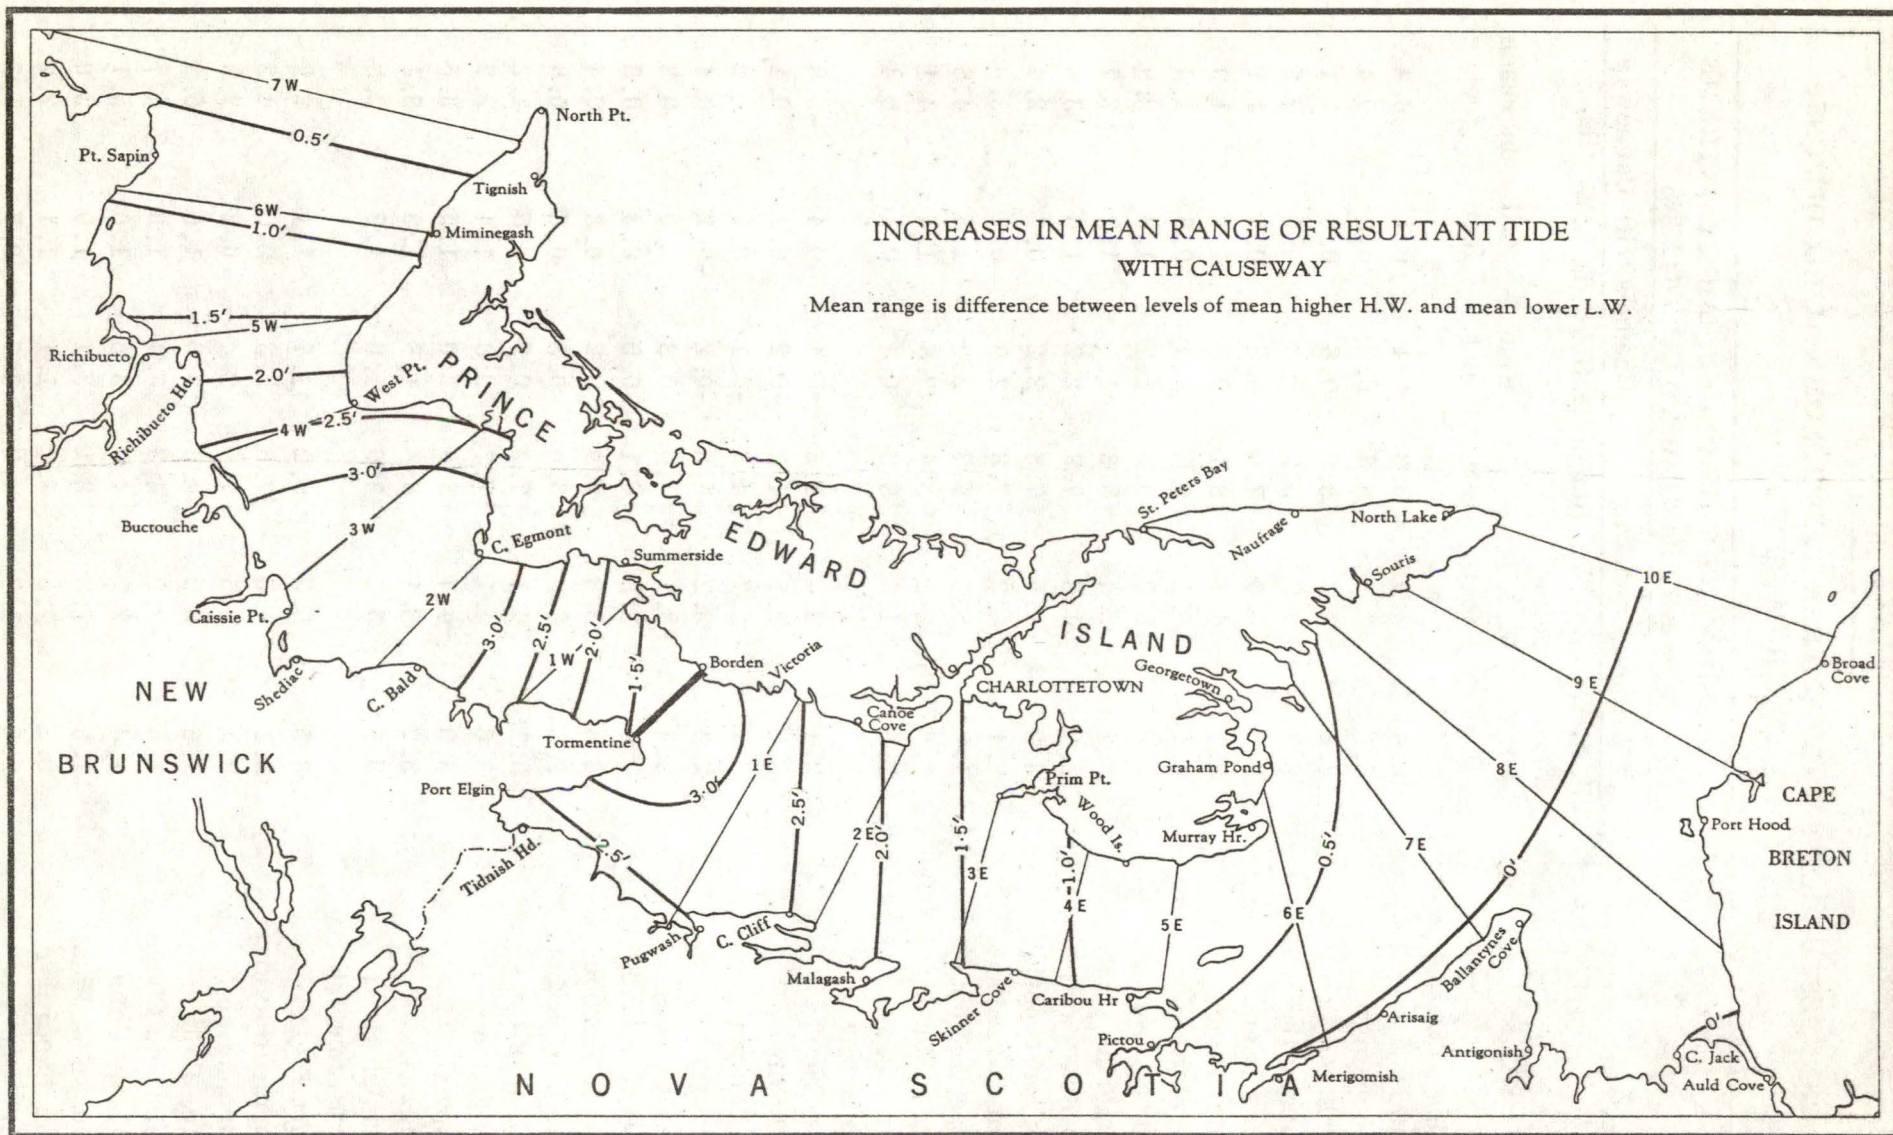 INCREASES IN MEAN RANGE OF RESULTANT TIDE
WITH CAUSEWAY
Mean range is difference between levels of mean higher H.W. and mean lower L.W.
7 W
North Pt.
0.5'
Pt. Sapin
Tignish
6W
1.0'
Miminegash
1.5'
5 W
Richibucto
2.0'
West Pt.
Richibucto Hd.
4 W
2.5'
PRINCE
3.0'
Buctouche
3 W
C. Egmont
Summerside
EDWARD
St. Peters Bay
Naufrage
North Lake
Souris
10 E
Caissie Pt.
2W
3.0'
2.5'
1 W
2.0'
1.5'
Borden
Victoria
ISLAND
Georgetown
Broad
Cove
9 E
NEW
BRUNSWICK
Shediac
C. Bald
CHARLOTTETOWN
Canoe
Cove
Tormentine
1 E
Port Elgin
3.0'
2.5'
2 E
2.0'
1.5'
Prim Pt.
Graham Pond
8 E
CAPE
BRETON
ISLAND
Port Hood
Wood Is.
Murray Hr.
Tidnish Hd.
2.5'
3E
1.0'
4 E
5 E
6 E
0.5'
7 E
0'
Pugwash
C. Cliff
Malagash
Skinner Cove
Caribou Hr
Pictou
Ballantynes
Cove
Arisaig
Antigonish
Merigomish
0'
C. Jack
Auld Cove
NOVA SCOTIA